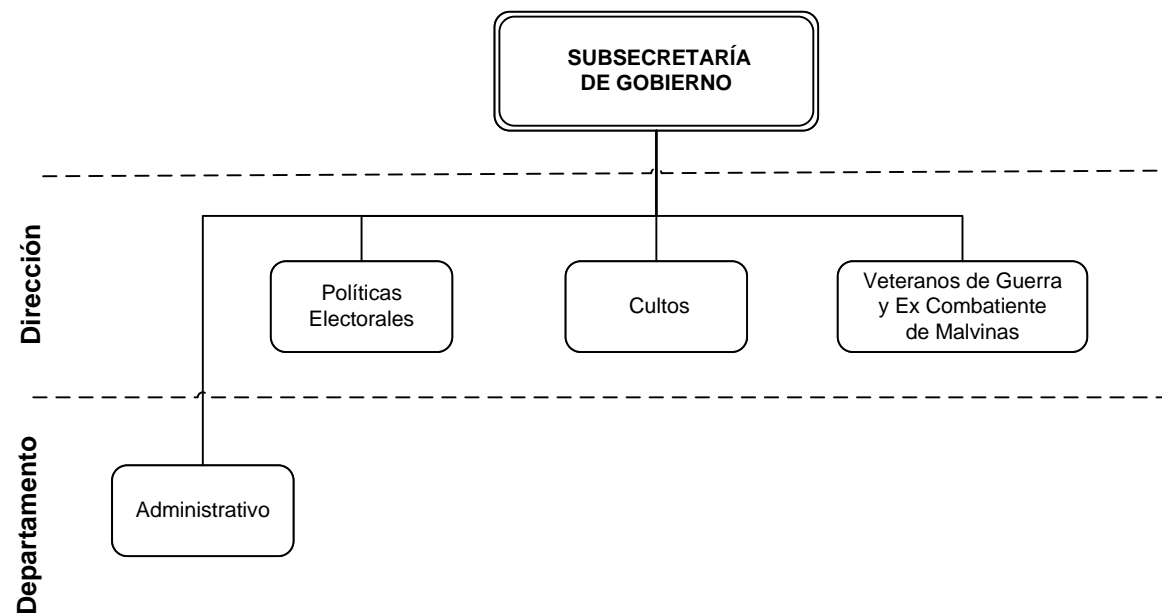 SUBSECRETARÍA
DE GOBIERNO
Dirección
Políticas
Electorales
Cultos
Veteranos de Guerra
y Ex Combatiente
de Malvinas
Departamento
Administrativo